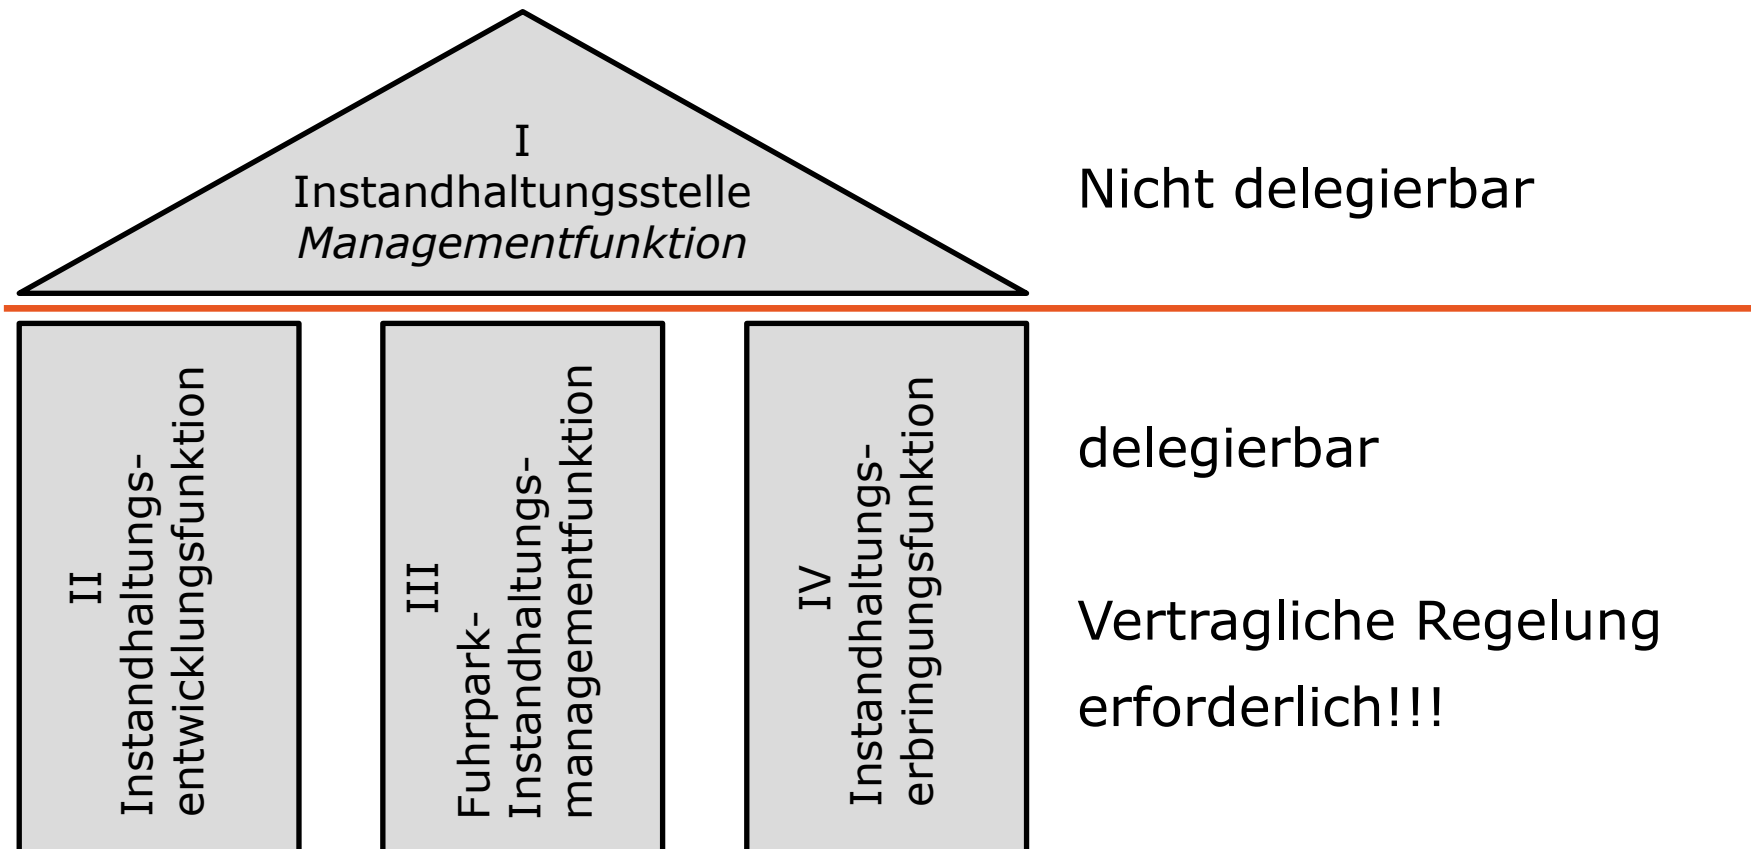 I
Instandhaltungsstelle
Managementfunktion
Nicht delegierbar
II
Instandhaltungs-
entwicklungsfunktion
III
Fuhrpark-
Instandhaltungs-
managementfunktion
IV
Instandhaltungs-
erbringungsfunktion
delegierbar
Vertragliche Regelung
erforderlich!!!